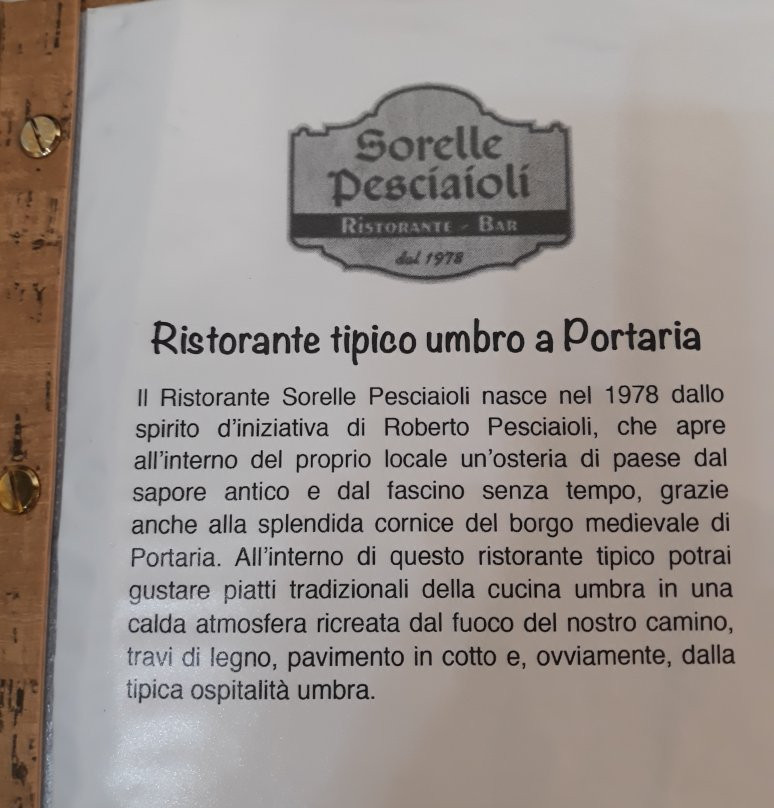 Sorelle
Pesciaioli
RISTORANTE - BAR
dal 1978
Ristorante tipico umbro a Portaria
Il Ristorante Sorelle Pesciaioli nasce nel 1978 dallo
spirito d'iniziativa di Roberto Pesciaioli, che apre
all'interno del proprio locale un'osteria di paese dal
sapore antico e dal fascino senza tempo, grazie
anche alla splendida cornice del borgo medievale di
Portaria. All'interno di questo ristorante tipico potrai
gustare piatti tradizionali della cucina umbra in una
calda atmosfera ricreata dal fuoco del nostro camino,
travi di legno, pavimento in cotto e, ovviamente, dalla
tipica ospitalità umbra.